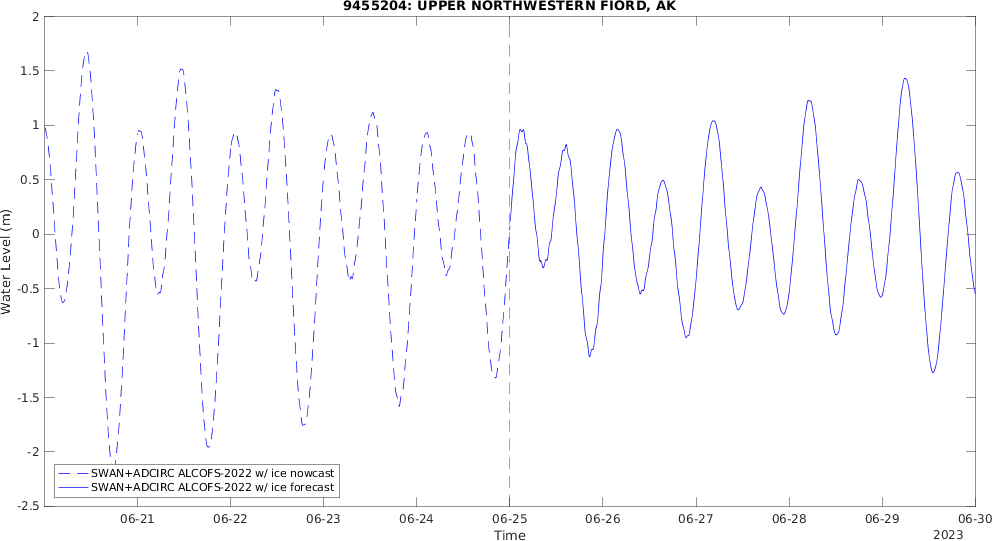 9455204: UPPER NORTHWESTERN FIORD, AK
2
1.5
1
0.5
0
-0.5
-1
-1.5
-2
-2.5
Water Level (m)
SWAN+ADCIRC ALCOFS-2022 w/ ice nowcast
SWAN+ADCIRC ALCOFS-2022 w/ ice forecast
06-21 06-22 06-23 06-24 06-25 06-26 06-27 06-28 06-29 06-30
Time
2023